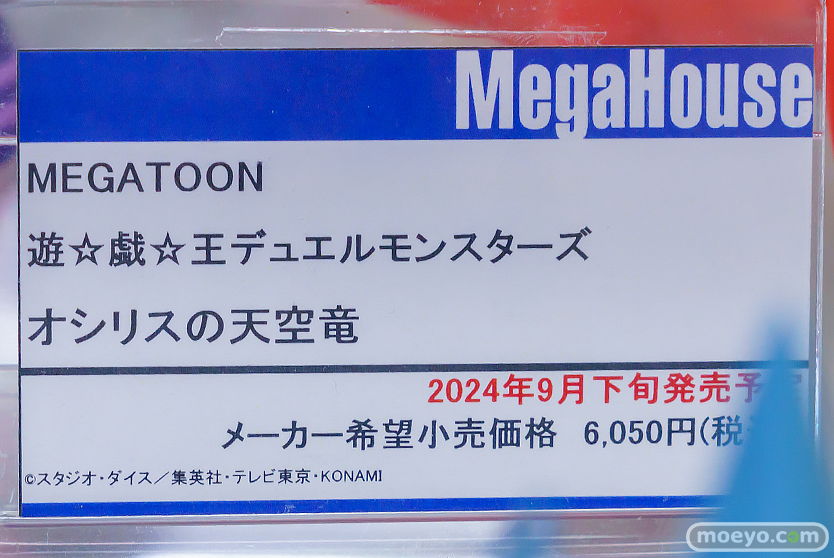 MegaHouse
MEGATOON
遊☆戯☆王デュエルモンスターズ
オシリスの天空竜
2024年9月下旬発売予
メーカー希望小売価格 6,050円(税
©スタジオ・ダイス／集英社・テレビ東京・KONAMI
moeyo.com